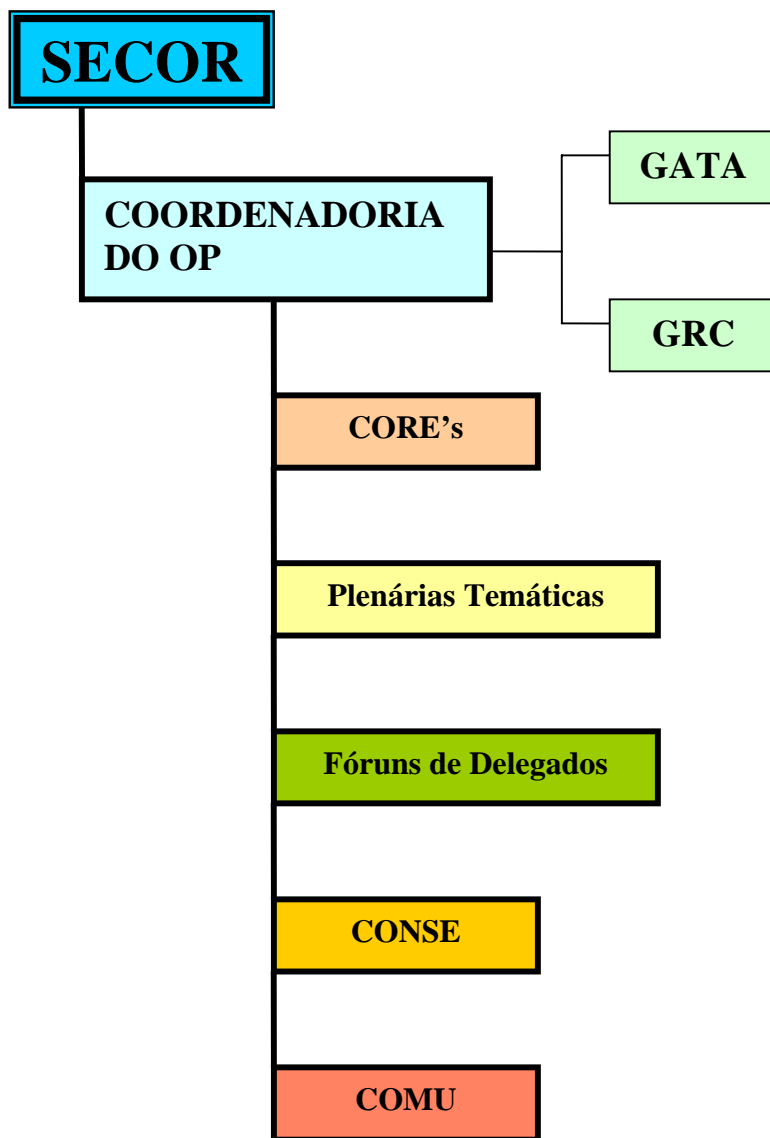 SECOR
GATA
COORDENADORIA
DO OP
GRC
CORE’s
Plenárias Temáticas
Fóruns de Delegados
CONSE
COMU